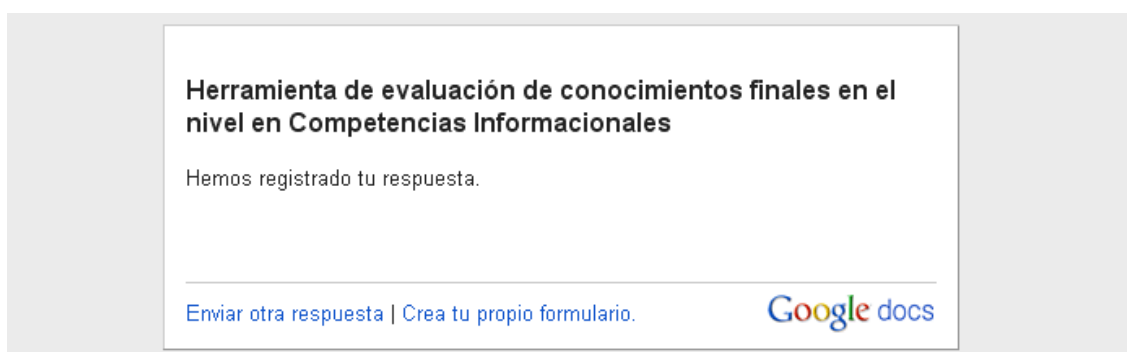 Herramienta de evaluación de conocimientos finales en el
nivel en Competencias Informacionales
Hemos registrado tu respuesta.
Enviar otra respuesta | Crea tu propio formulario.
Google docs